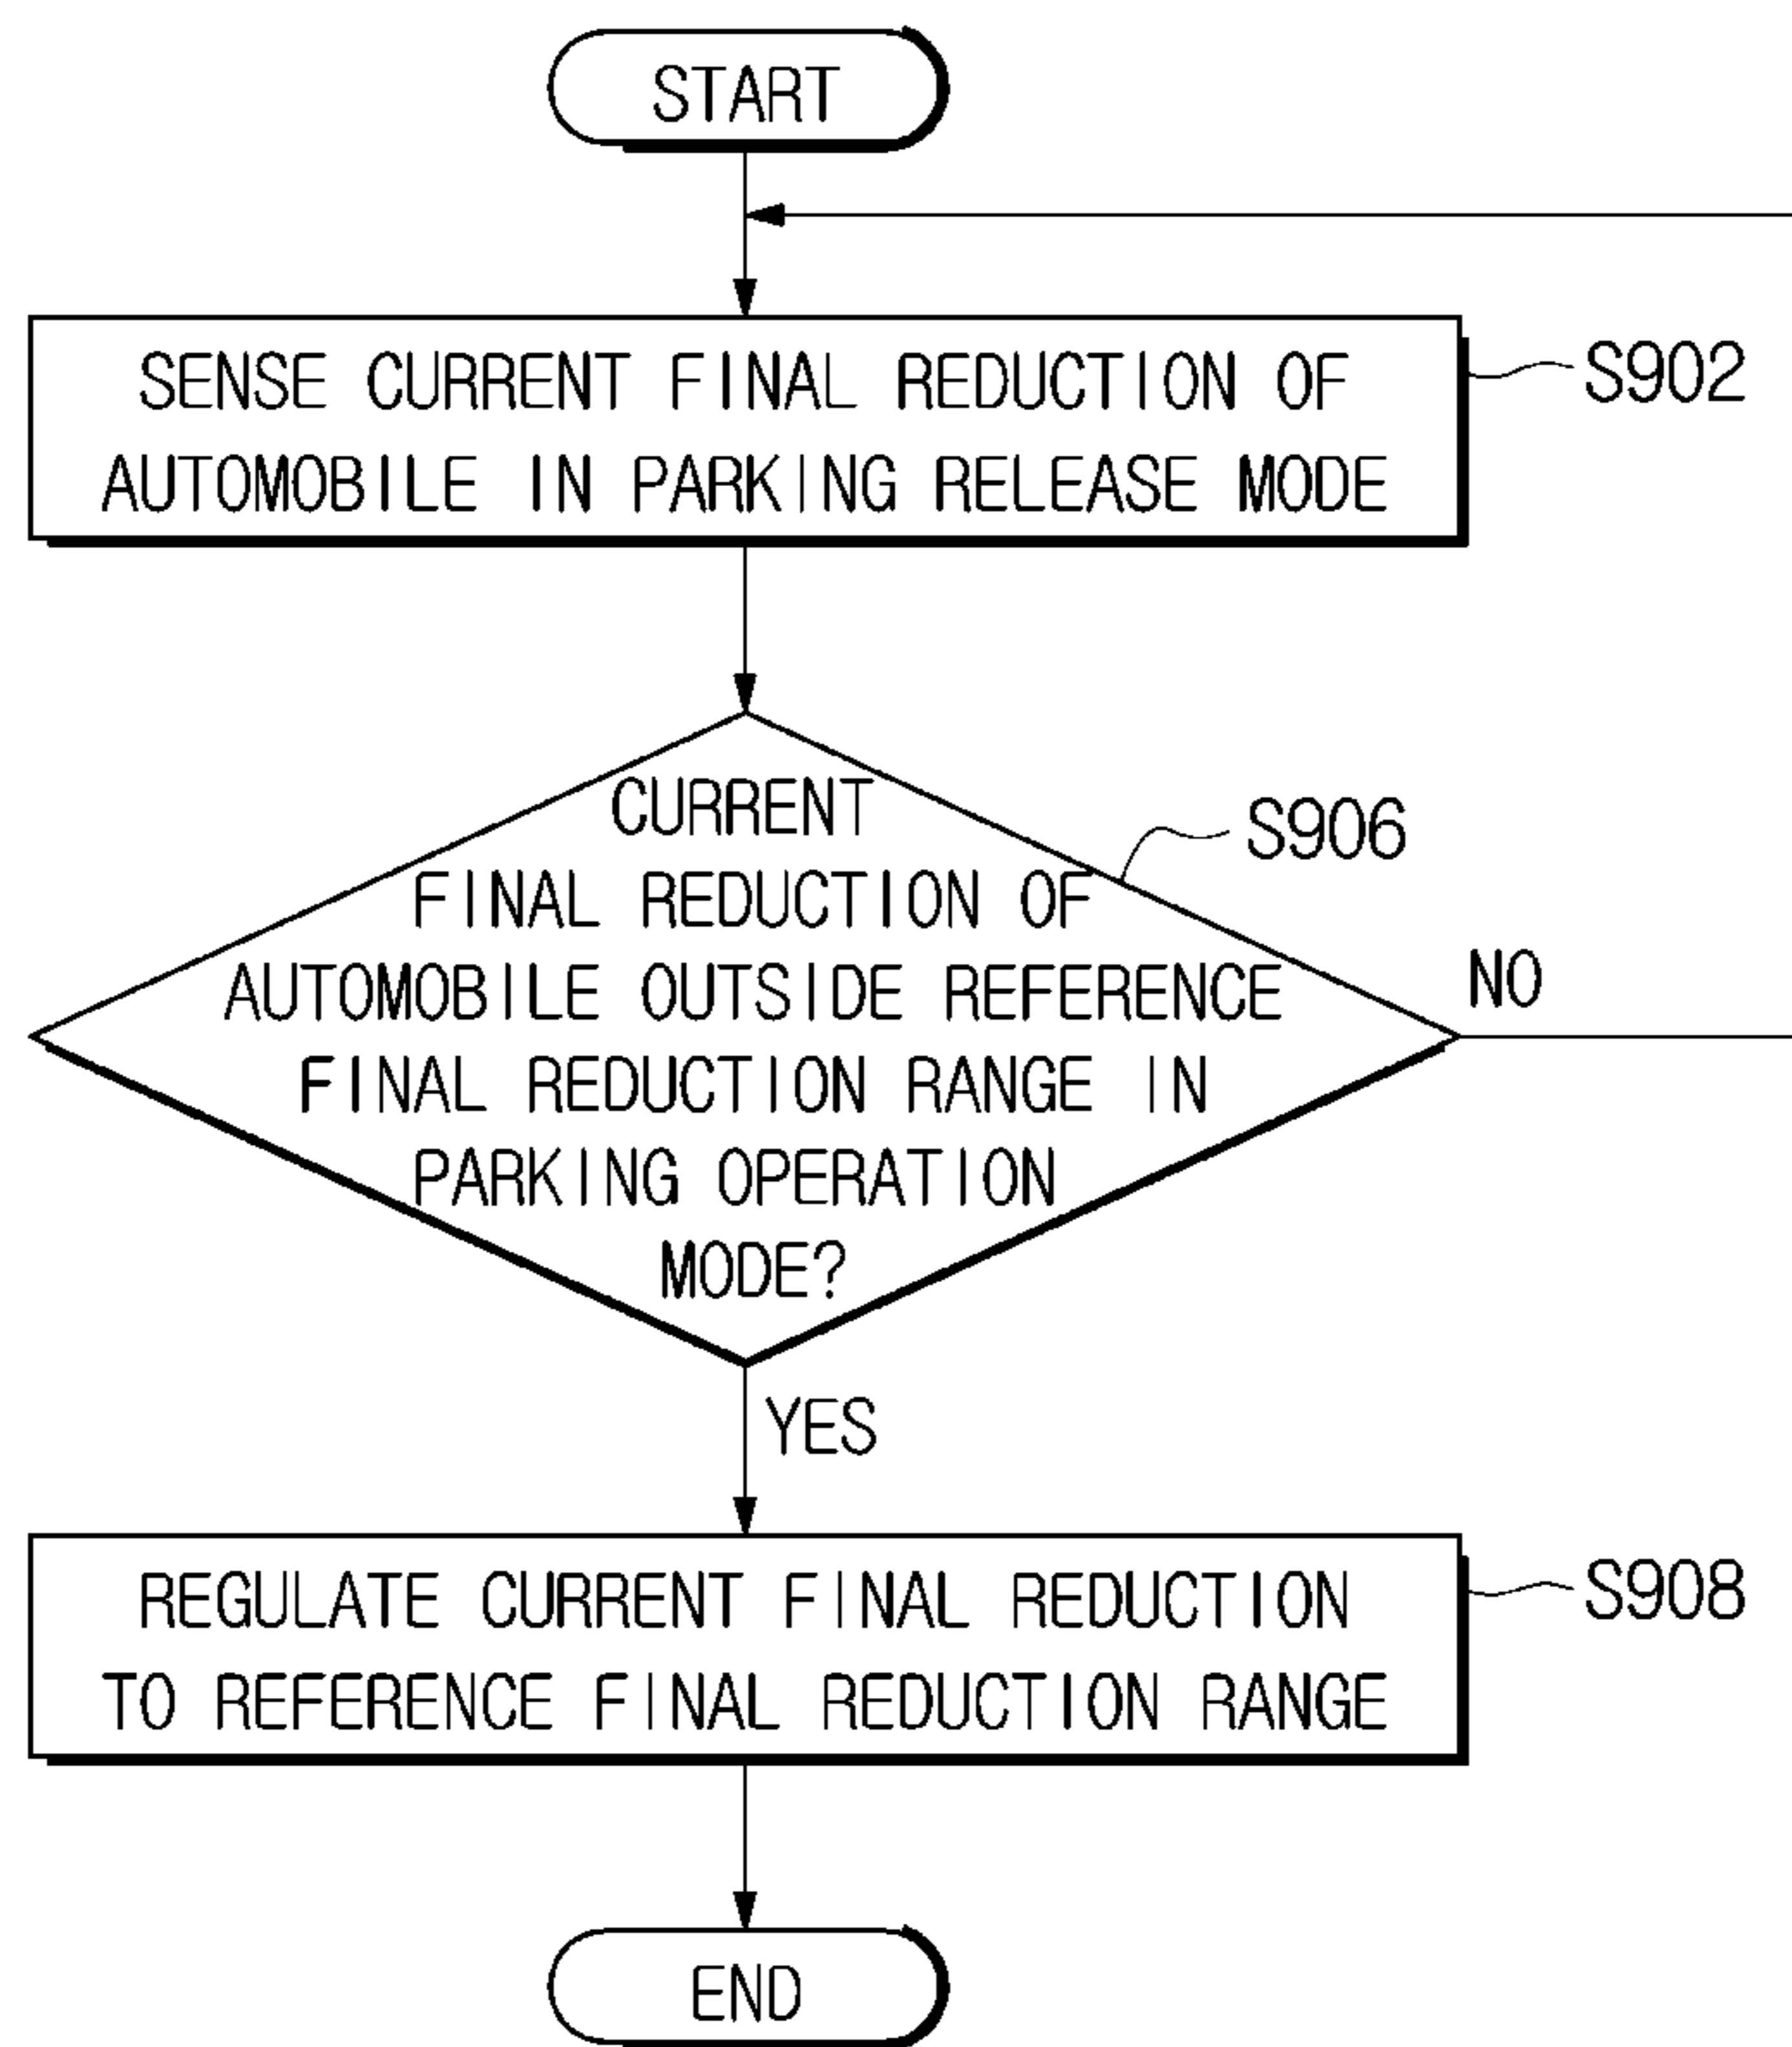 START
SENSE CURRENT FINAL REDUCTION OF
AUTOMOBILE IN PARKING RELEASE MODE
S902
CURRENT
FINAL REDUCTION OF
AUTOMOBILE OUTSIDE REFERENCE
FINAL REDUCTION RANGE IN
PARKING OPERATION
MODE?
S906
NO
YES
REGULATE CURRENT FINAL REDUCTION
TO REFERENCE FINAL REDUCTION RANGE
S908
END